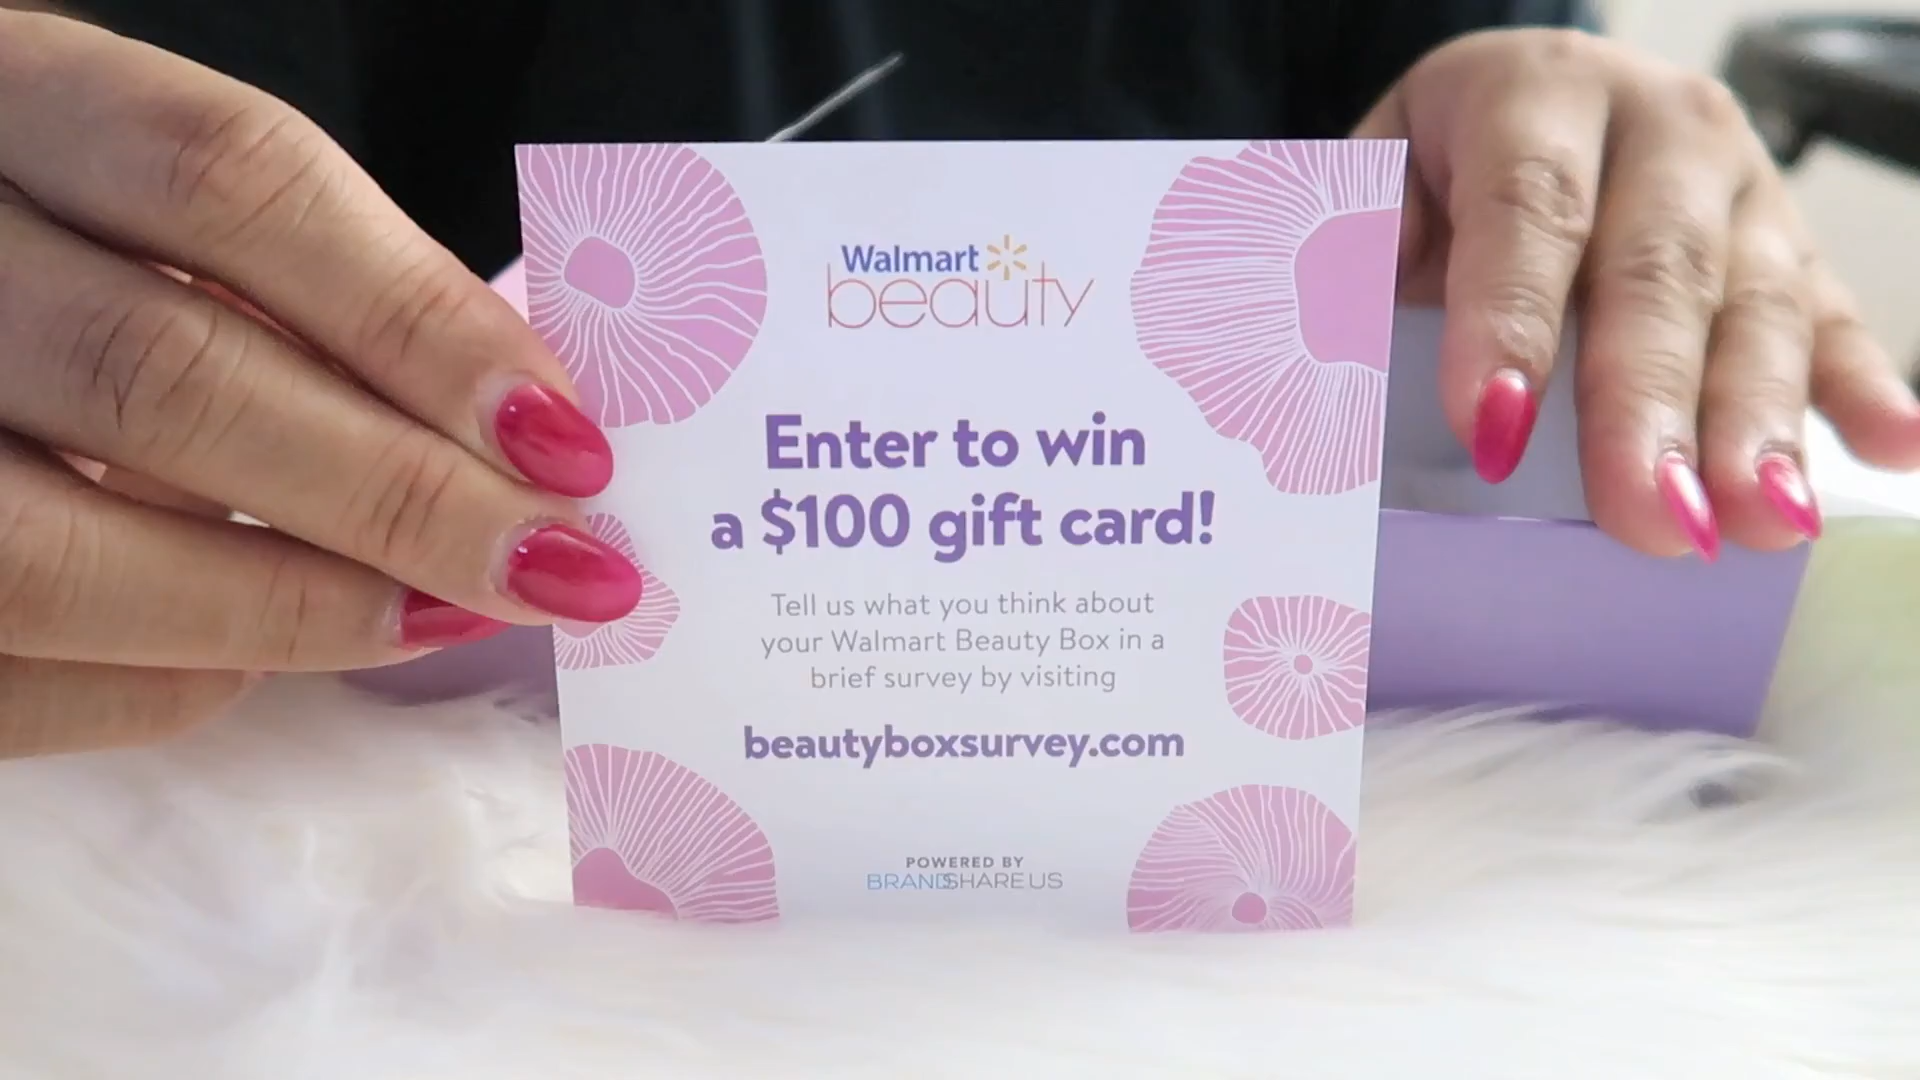 Walmart
beauty
Enter to win
a $100 gift card!
Tell us what you think about
your Walmart Beauty Box in a
brief survey by visiting
beautyboxsurvey.com
POWERED BY
BRANDSHARE US